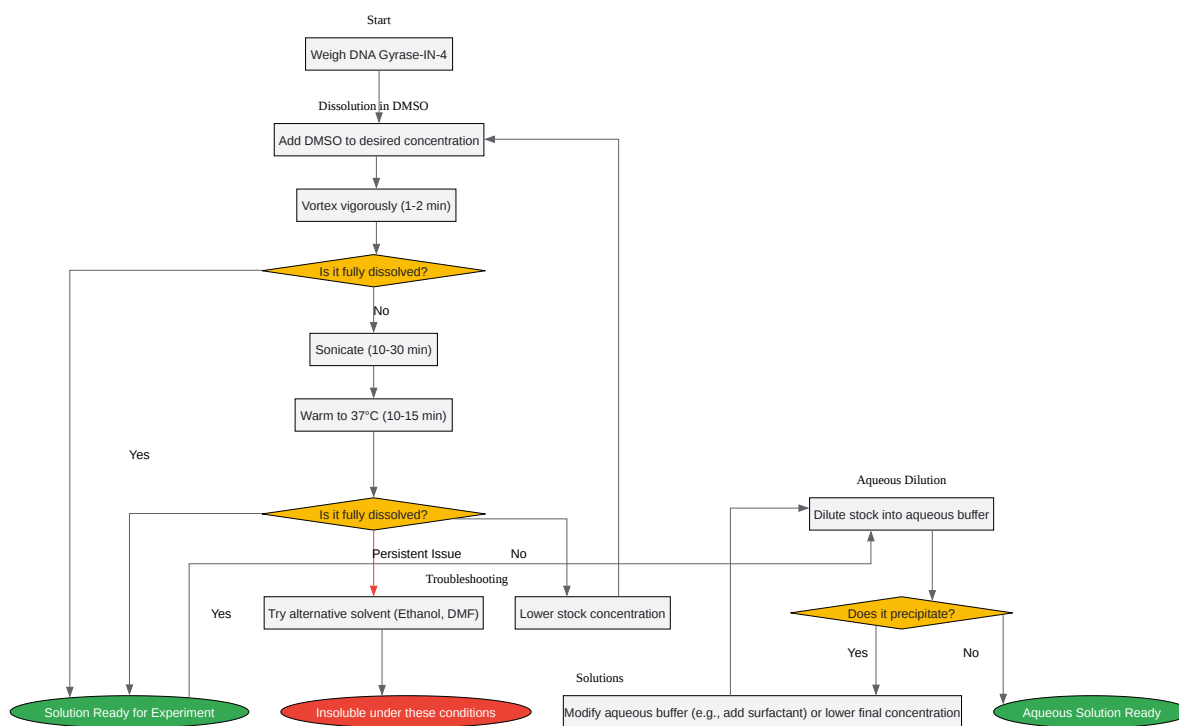 Start
Weigh DNA Gyrase-IN-4
Dissolution in DMSO
Add DMSO to desired concentration
Vortex vigorously (1-2 min)
Is it fully dissolved?
No
Sonicate (10-30 min)
Warm to 37°C (10-15 min)
Yes
Is it fully dissolved?
Persistent Issue
No
Troubleshooting
Yes
Try alternative solvent (Ethanol, DMF)
Lower stock concentration
Solution Ready for Experiment
Insoluble under these conditions
Aqueous Dilution
Dilute stock into aqueous buffer
Does it precipitate?
Yes
No
Solutions
Modify aqueous buffer (e.g., add surfactant) or lower final concentration
Aqueous Solution Ready